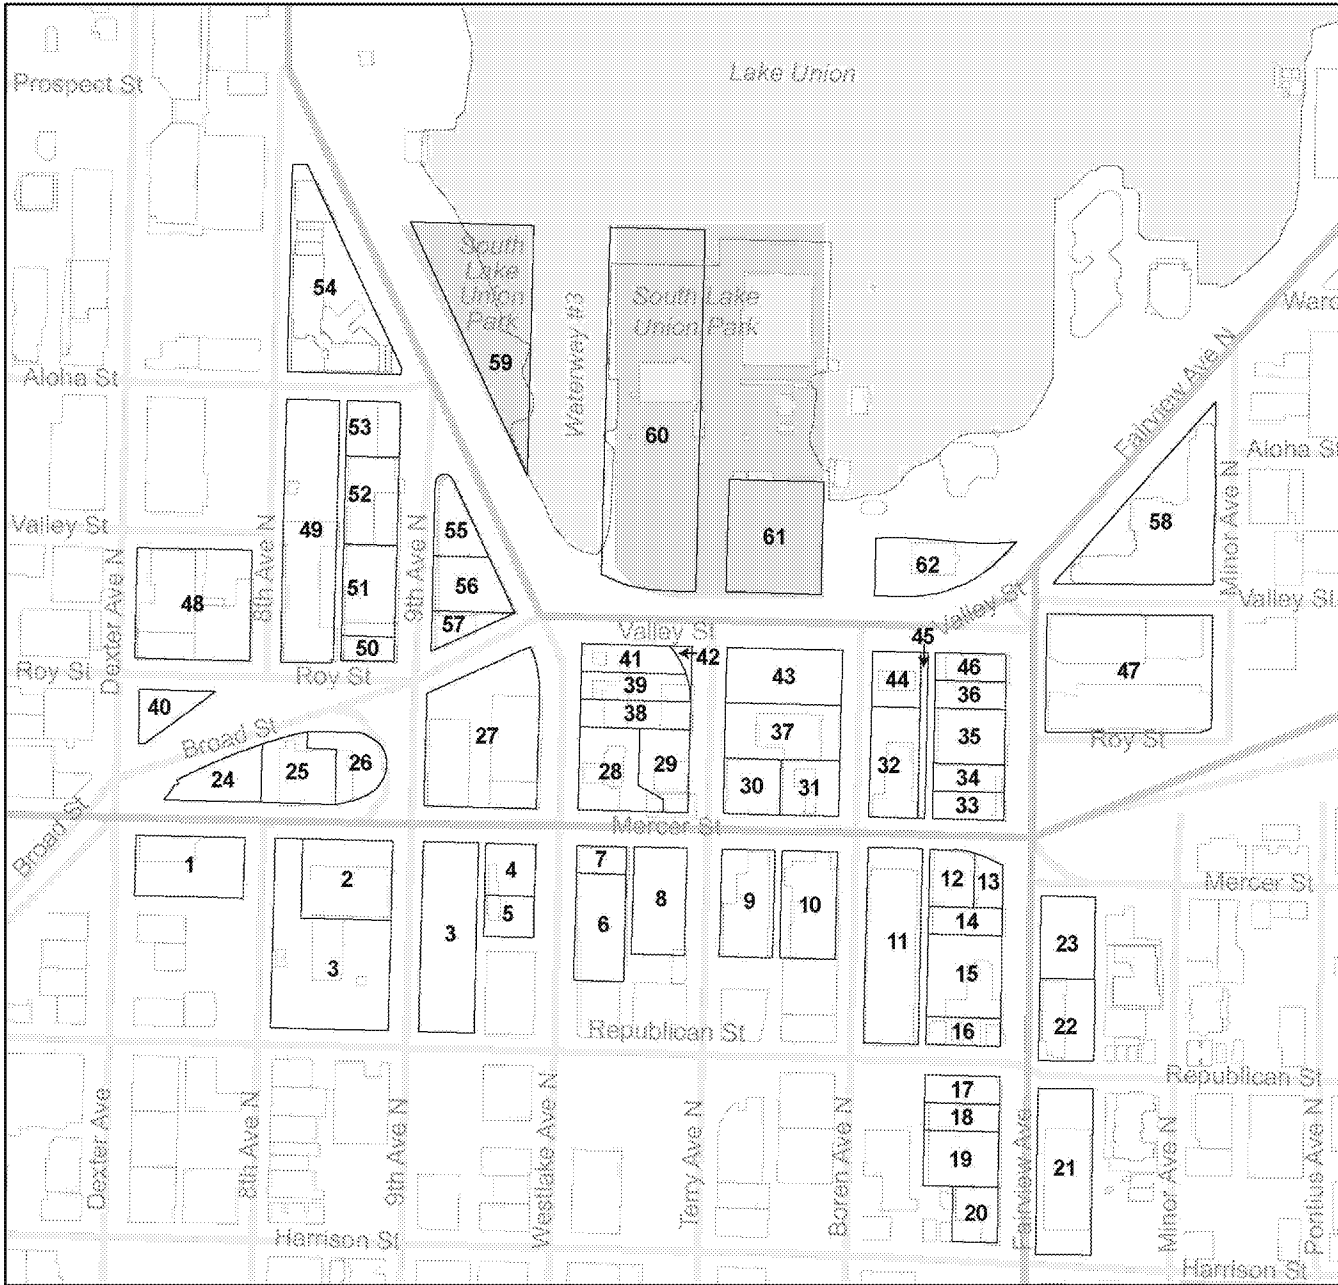 Lake Union
Prospect St
South
Lake
Union
Park
South Lake
Union Park
Waterway #3
54
59
60
Fairview Ave N
Aloha St
53
52
49
51
50
Valley St
Dexter Ave N
8th Ave N
9th Ave N
48
55
56
57
61
62
58
Aloha St
Minor Ave N
Valley St
Valley St
Valley St
45
Roy St
Roy St
40
Broad St
24
25
26
27
41
42
39
38
28
29
43
37
30
31
44
32
46
36
35
34
33
47
Roy St
Mercer St
Broad St
1
2
3
3
4
5
7
6
8
9
10
11
12
13
14
15
16
23
22
Mercer St
Republican St
Republican St
17
18
19
20
21
Dexter Ave
8th Ave N
9th Ave N
Westlake Ave N
Terry Ave N
Boren Ave N
Fairview Ave
Minor Ave N
Pontius Ave N
Harrison St
Harrison St